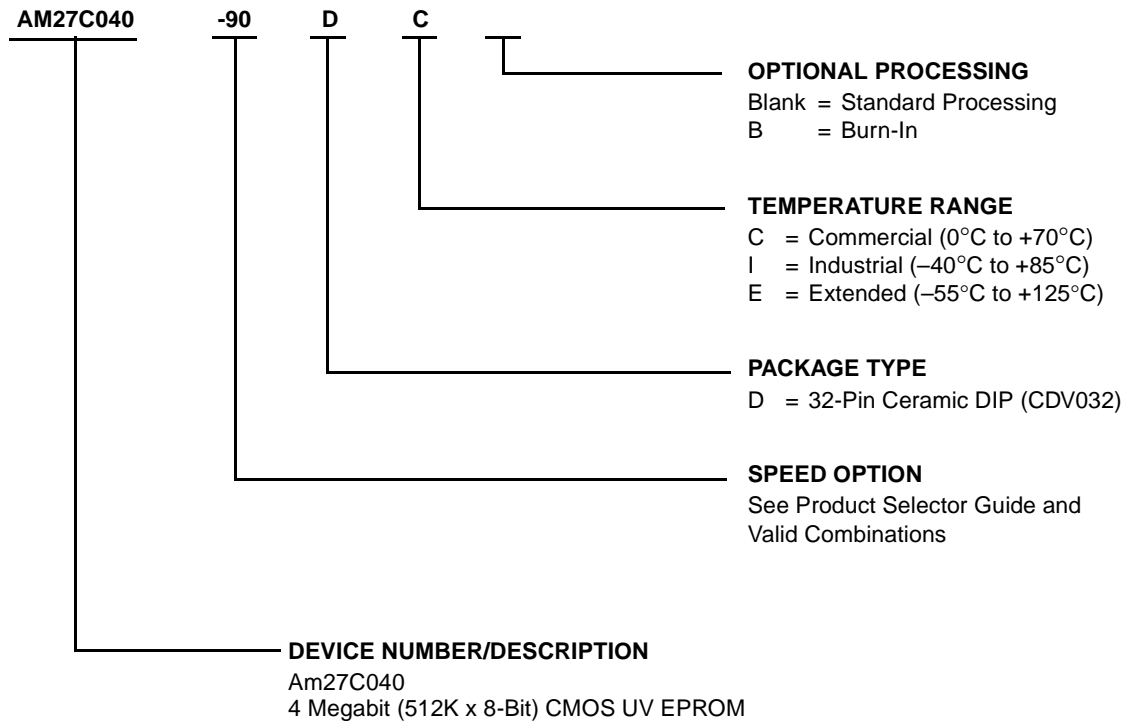 AM27C040 -90 D C
OPTIONAL PROCESSING
Blank = Standard Processing
B = Burn-In
TEMPERATURE RANGE
C = Commercial (0°C to +70°C)
I = Industrial (–40°C to +85°C)
E = Extended (–55°C to +125°C)
PACKAGE TYPE
D = 32-Pin Ceramic DIP (CDV032)
SPEED OPTION
See Product Selector Guide and
Valid Combinations
DEVICE NUMBER/DESCRIPTION
Am27C040
4 Megabit (512K x 8-Bit) CMOS UV EPROM